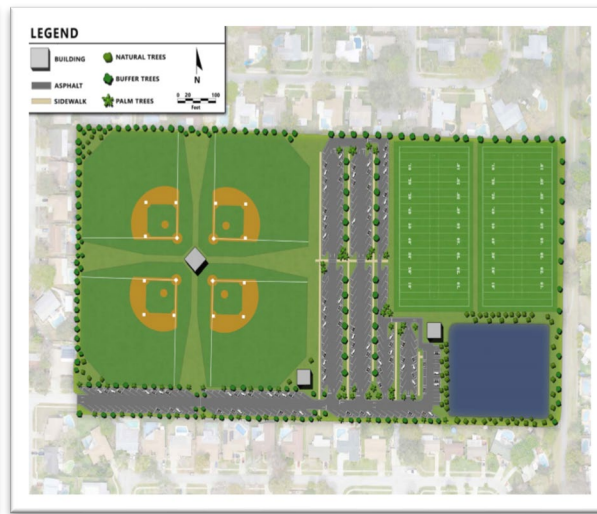 LEGEND
BUILDING
NATURAL TREES
N
BUFFER TREES
ASPHALT
SIDEWALK
PALM TREES
0 20 100
Feet